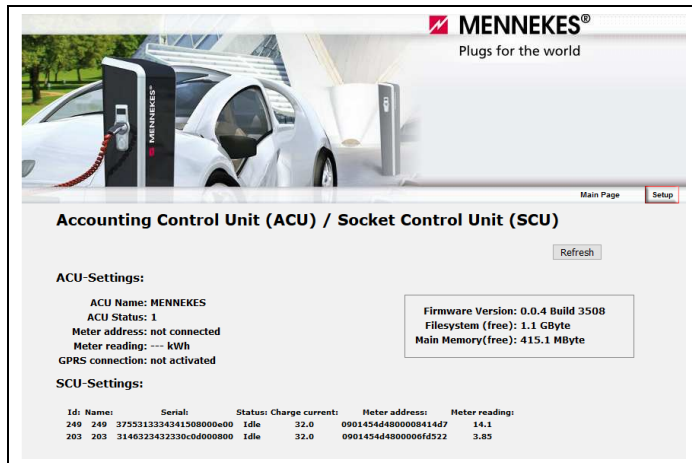 MENNEKES®
Plugs for the world
MENNEKES®
Main Page Setup
Accounting Control Unit (ACU) / Socket Control Unit (SCU)
Refresh
ACU-Settings:
ACU Name: MENNEKES
ACU Status: 1
Meter address: not connected
Meter reading: --- kWh
GPRS connection: not activated
Firmware Version: 0.0.4 Build 3508
Filesystem (free): 1.1 GByte
Main Memory(free): 415.1 MByte
SCU-Settings:
Id: Name: Serial: Status: Charge current: Meter address: Meter reading:
249 249 3755313334341508000e00 Idle 32.0 0901454d4800008414d7 14.1
203 203 3146323432330c0d000800 Idle 32.0 0901454d4800006fd522 3.85